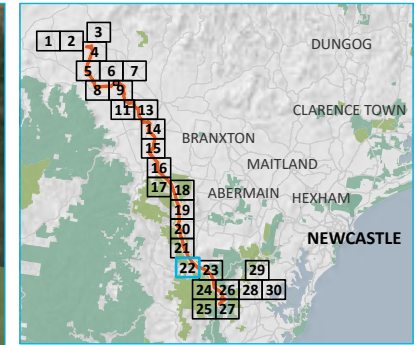 3
DUNGOG
1 2
4
5 6 7
8 9
CLARENCE TOWN
11 13
14
BRANXTON
15
MAITLAND
16
17 18
ABERMAIN
HEXHAM
19
20
NEWCASTLE
21
22 23 29
24 26 28 30
25 27